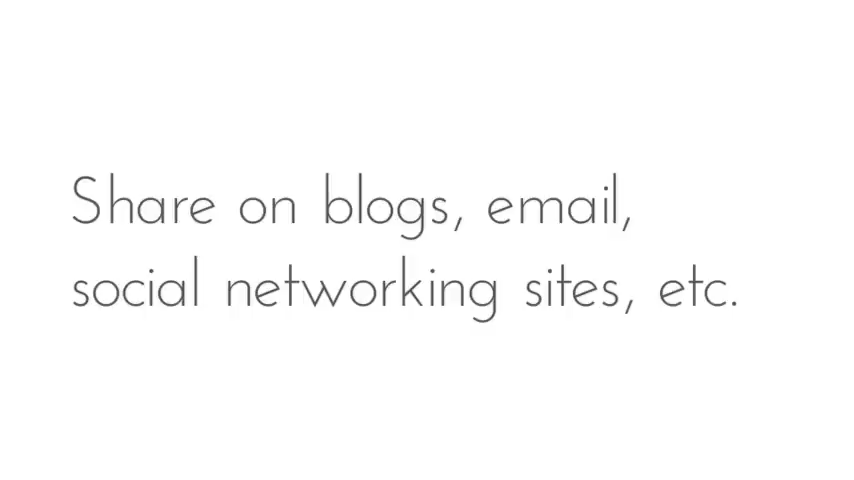 Share on blogs, email,
social networking sites, etc.